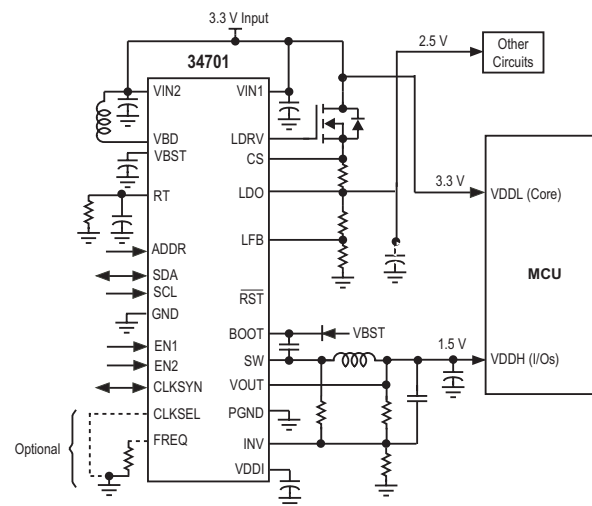 3.3 V Input
34701
VIN2
VBD
VBST
RT
ADDR
SDA
SCL
GND
EN1
EN2
CLKSYN
CLKSEL
FREQ
Optional
VIN1
LDRV
CS
LDO
LFB
RST
BOOT
SW
VOUT
PGND
INV
VDDI
VBST
2.5 V
Other
Circuits
3.3 V
VDDL (Core)
MCU
1.5 V
VDDH (I/Os)